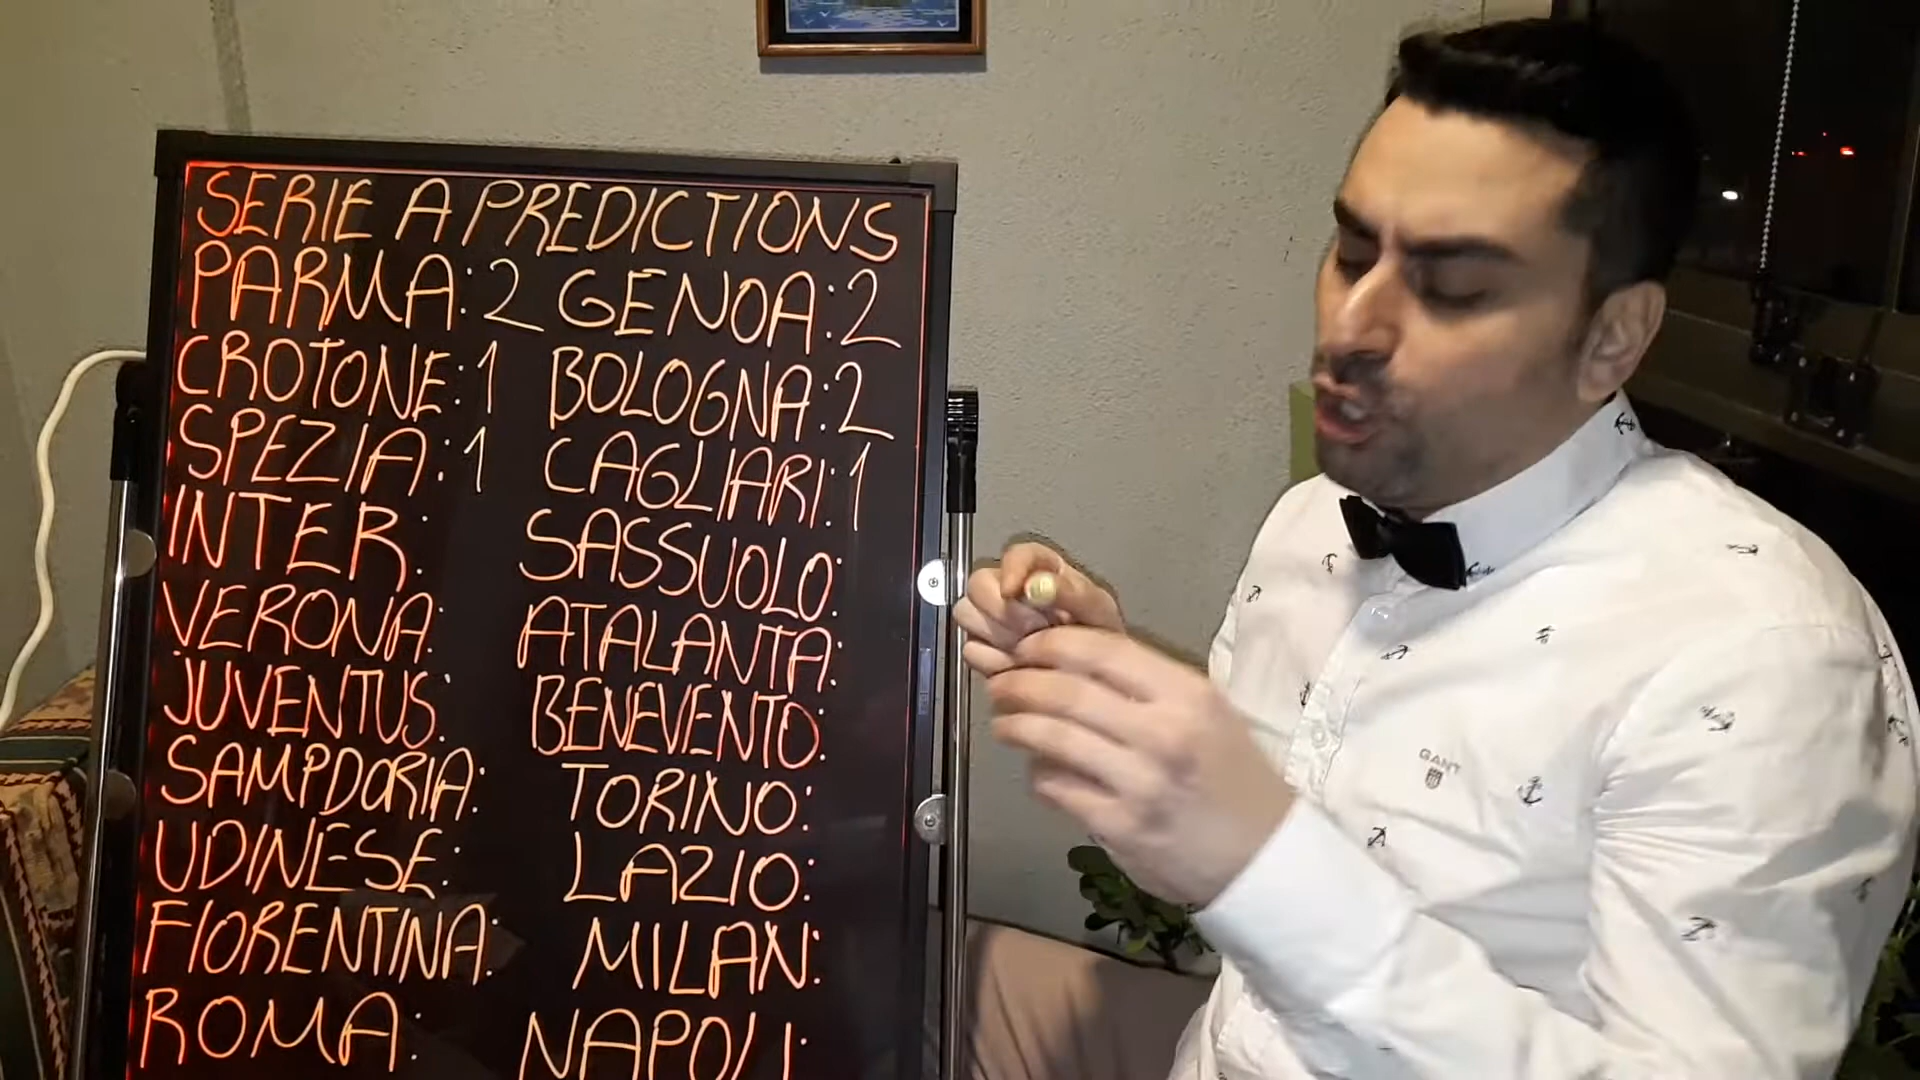 SERIE A PREDICTIONS
PARMA: 2 GENOA: 2
CROTONE: 1 BOLOGNA: 2
SPEZIA: 1 CAGLIARI: 1
INTER: SASSUOLO:
VERONA: ATALANTA:
JUVENTUS: BENEVENTO:
SAMPDORIA: TORINO:
UDINESE: LAZIO:
FIORENTINA: MILAN:
ROMA: NAPOLI:
GANT